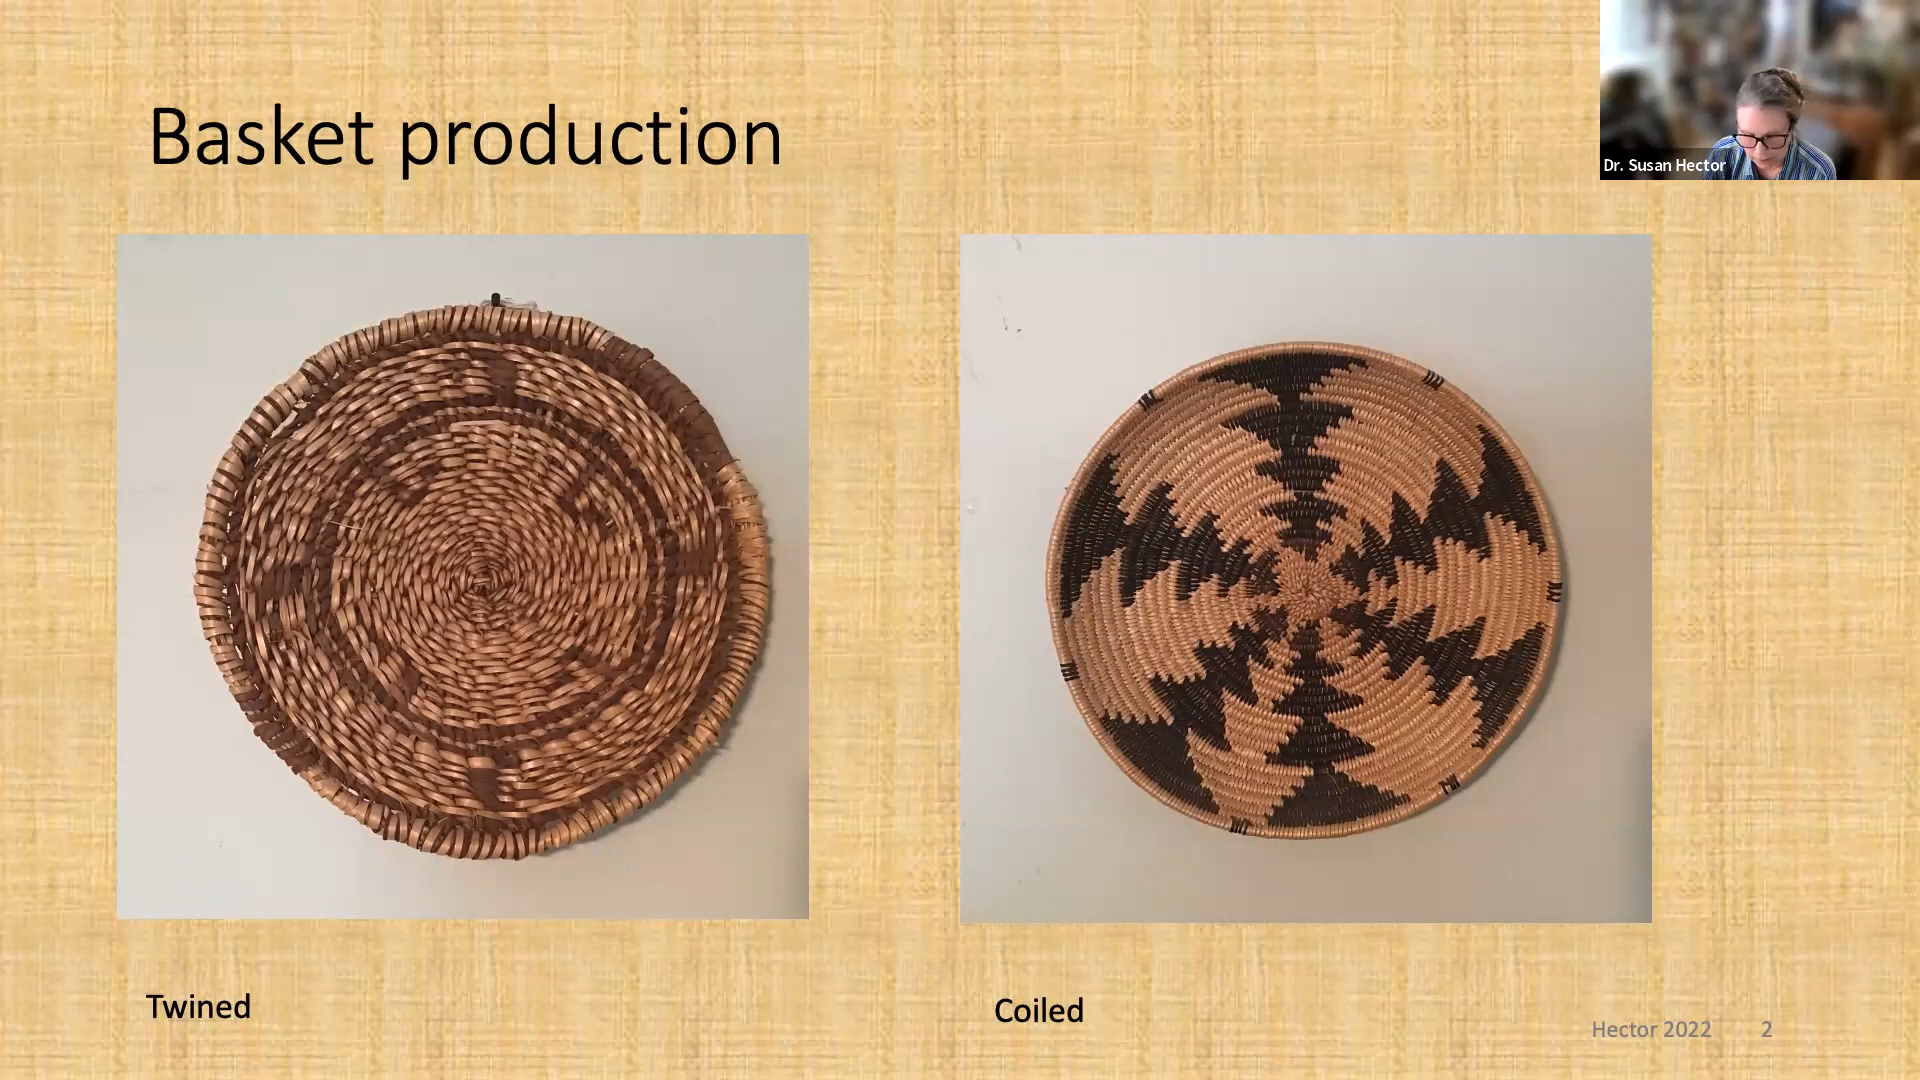 Basket production
Dr. Susan Hector
Twined
Coiled
Hector 2022
2